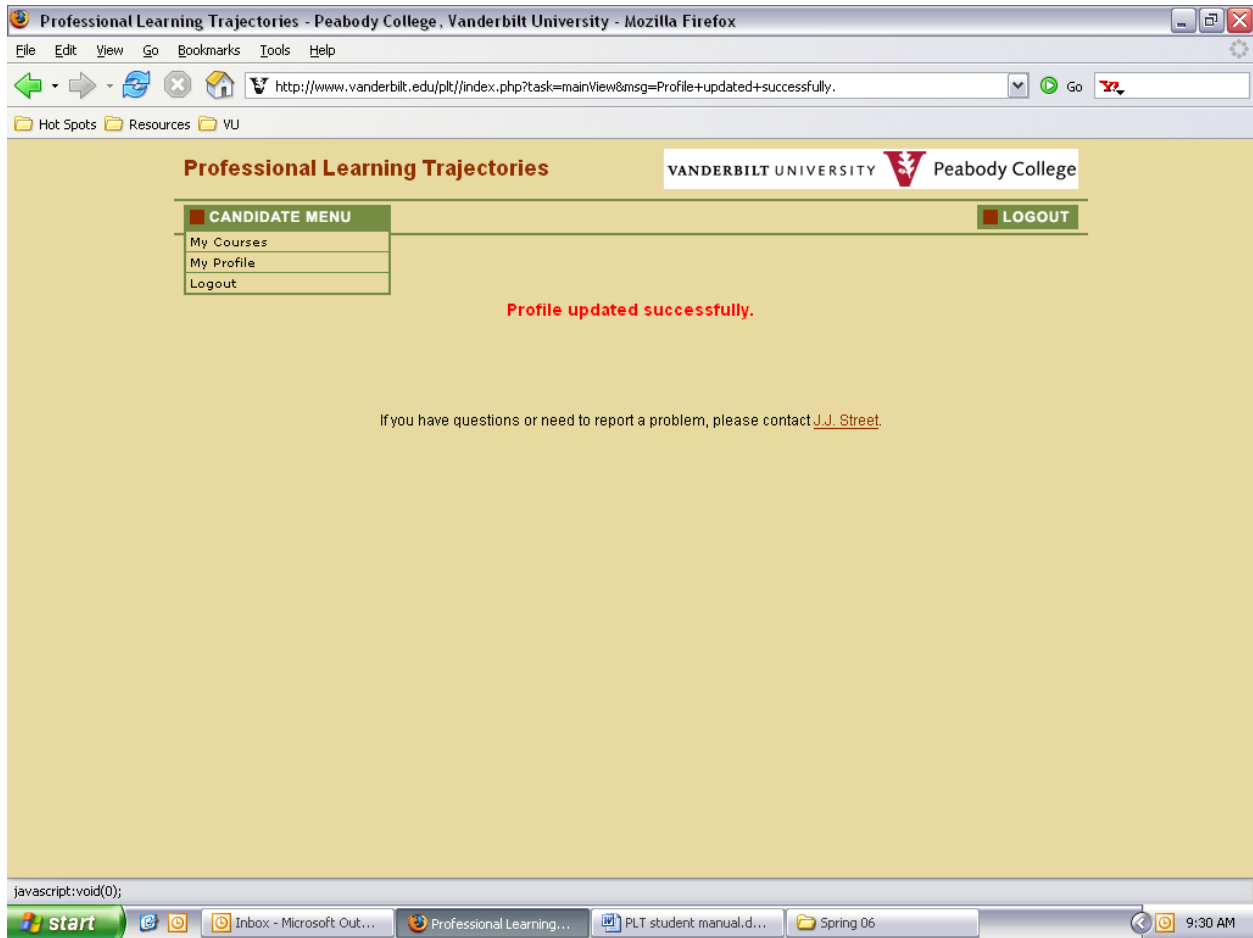 Professional Learning Trajectories - Peabody College, Vanderbilt University - Mozilla Firefox
File Edit View Go Bookmarks Tools Help
http://www.vanderbilt.edu/plt//index.php?task=mainView&msg=Profile+updated+successfully. Go Y!
Hot Spots Resources VU
Professional Learning Trajectories VANDERBILT UNIVERSITY Peabody College
CANDIDATE MENU LOGOUT
My Courses
My Profile
Logout
Profile updated successfully.
If you have questions or need to report a problem, please contact J.J. Street.
javascript:void(0);
start Inbox - Microsoft Out... Professional Learning... PLT student manual.d... Spring 06 9:30 AM